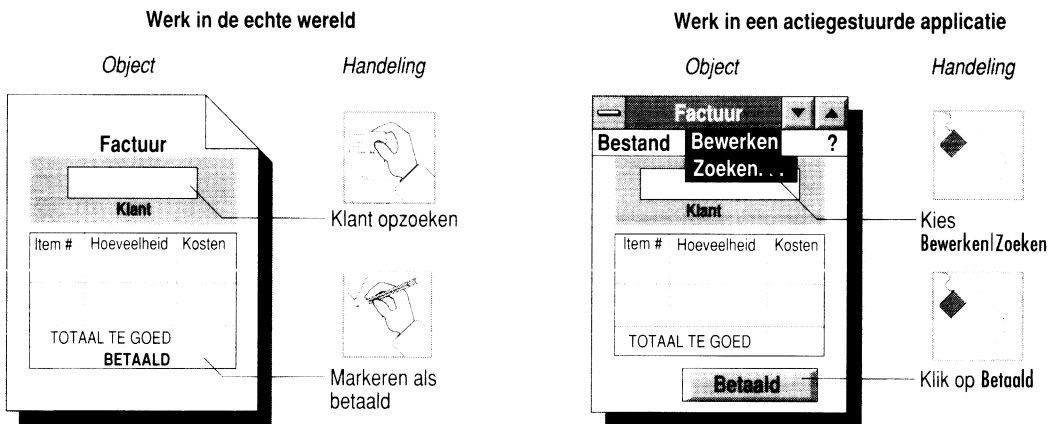 Werk in de echte wereld
Object
Handeling
Factuur
Klant
Klant opzoeken
Item # Hoeveelheid Kosten
TOTAAL TE GOED
BETAALD
Markeren als
betaald
Werk in een actiegestuurde applicatie
Object
Handeling
Factuur
Bestand Bewerken ?
Zoeken. . .
Klant
Kies
Bewerken|Zoeken
Item # Hoeveelheid Kosten
TOTAAL TE GOED
Betaald
Klik op Betaald